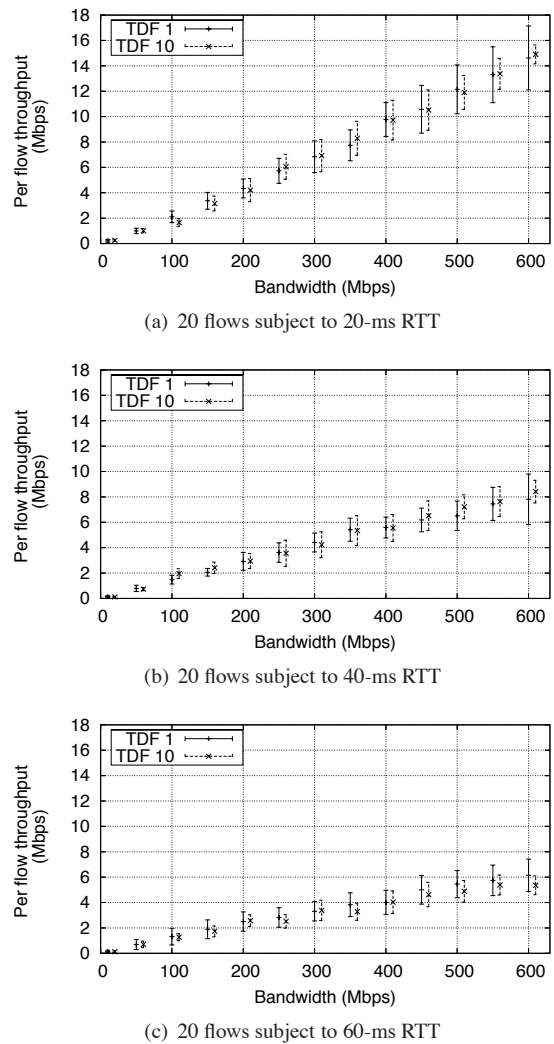 Per flow throughput
(Mbps)
18
16
14
12
10
8
6
4
2
0
TDF 1
TDF 10
0 100 200 300 400 500 600
Bandwidth (Mbps)
(a) 20 flows subject to 20-ms RTT
Per flow throughput
(Mbps)
18
16
14
12
10
8
6
4
2
0
TDF 1
TDF 10
0 100 200 300 400 500 600
Bandwidth (Mbps)
(b) 20 flows subject to 40-ms RTT
Per flow throughput
(Mbps)
18
16
14
12
10
8
6
4
2
0
TDF 1
TDF 10
0 100 200 300 400 500 600
Bandwidth (Mbps)
(c) 20 flows subject to 60-ms RTT